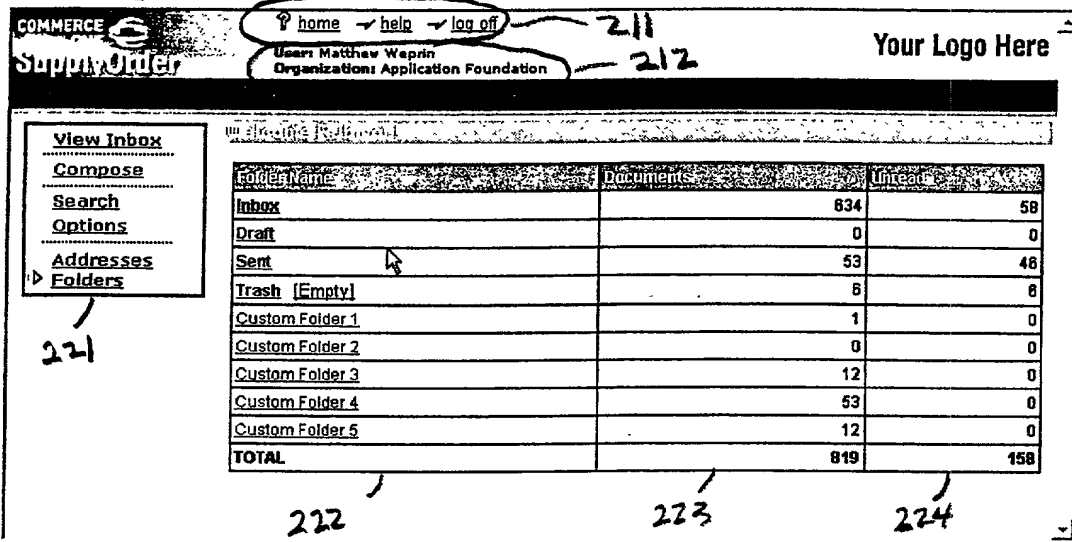 COMMERCE
SupplyOrder
home help log off
211
User: Matthew Weprin
Organization: Application Foundation
212
Your Logo Here
View Inbox
Compose
Search
Options
Addresses
Folders
221
Folder Name Documents Unread
Inbox 634 58
Draft 0 0
Sent 53 46
Trash [Empty] 6 6
Custom Folder 1 1 0
Custom Folder 2 0 0
Custom Folder 3 12 0
Custom Folder 4 53 0
Custom Folder 5 12 0
TOTAL 819 158
222 223 224